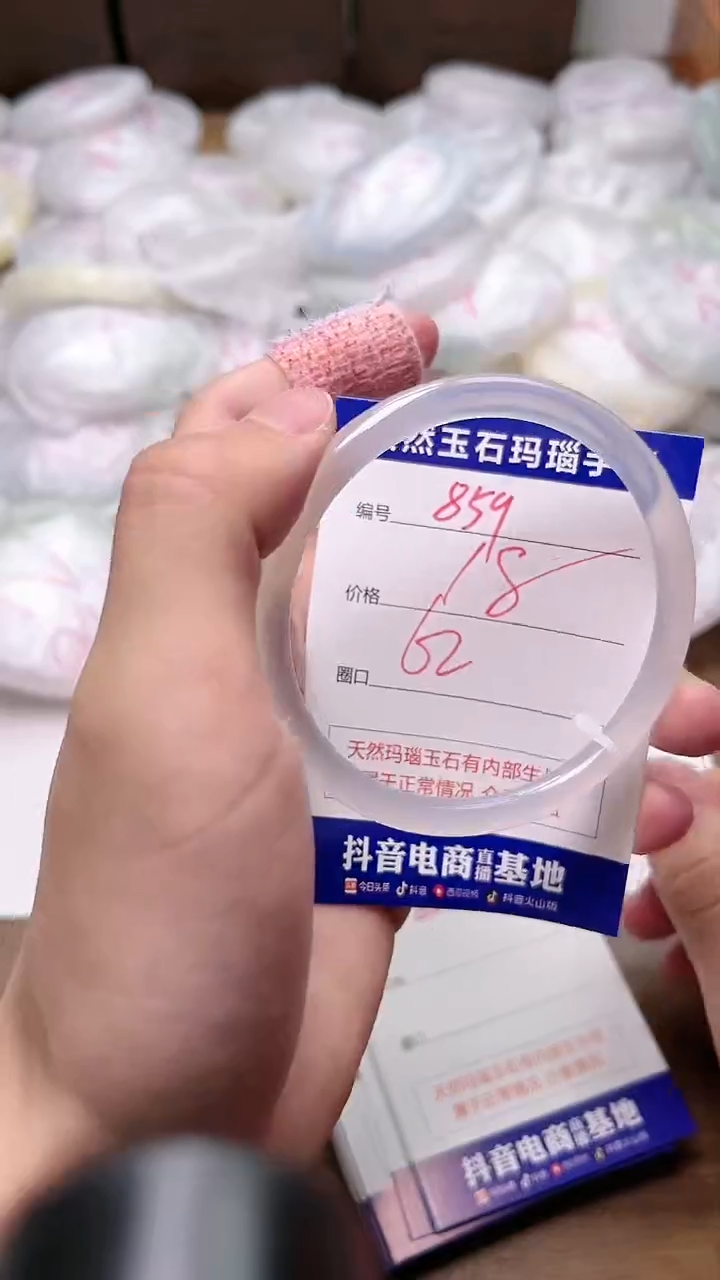 然玉石玛瑙手
编号 859
价格 18
圈口 62
天然玛瑙玉石有内部生
属于正常情况
抖音电商直播基地
今日头条 抖音 西瓜视频 抖音火山版
抖音电商直播基地